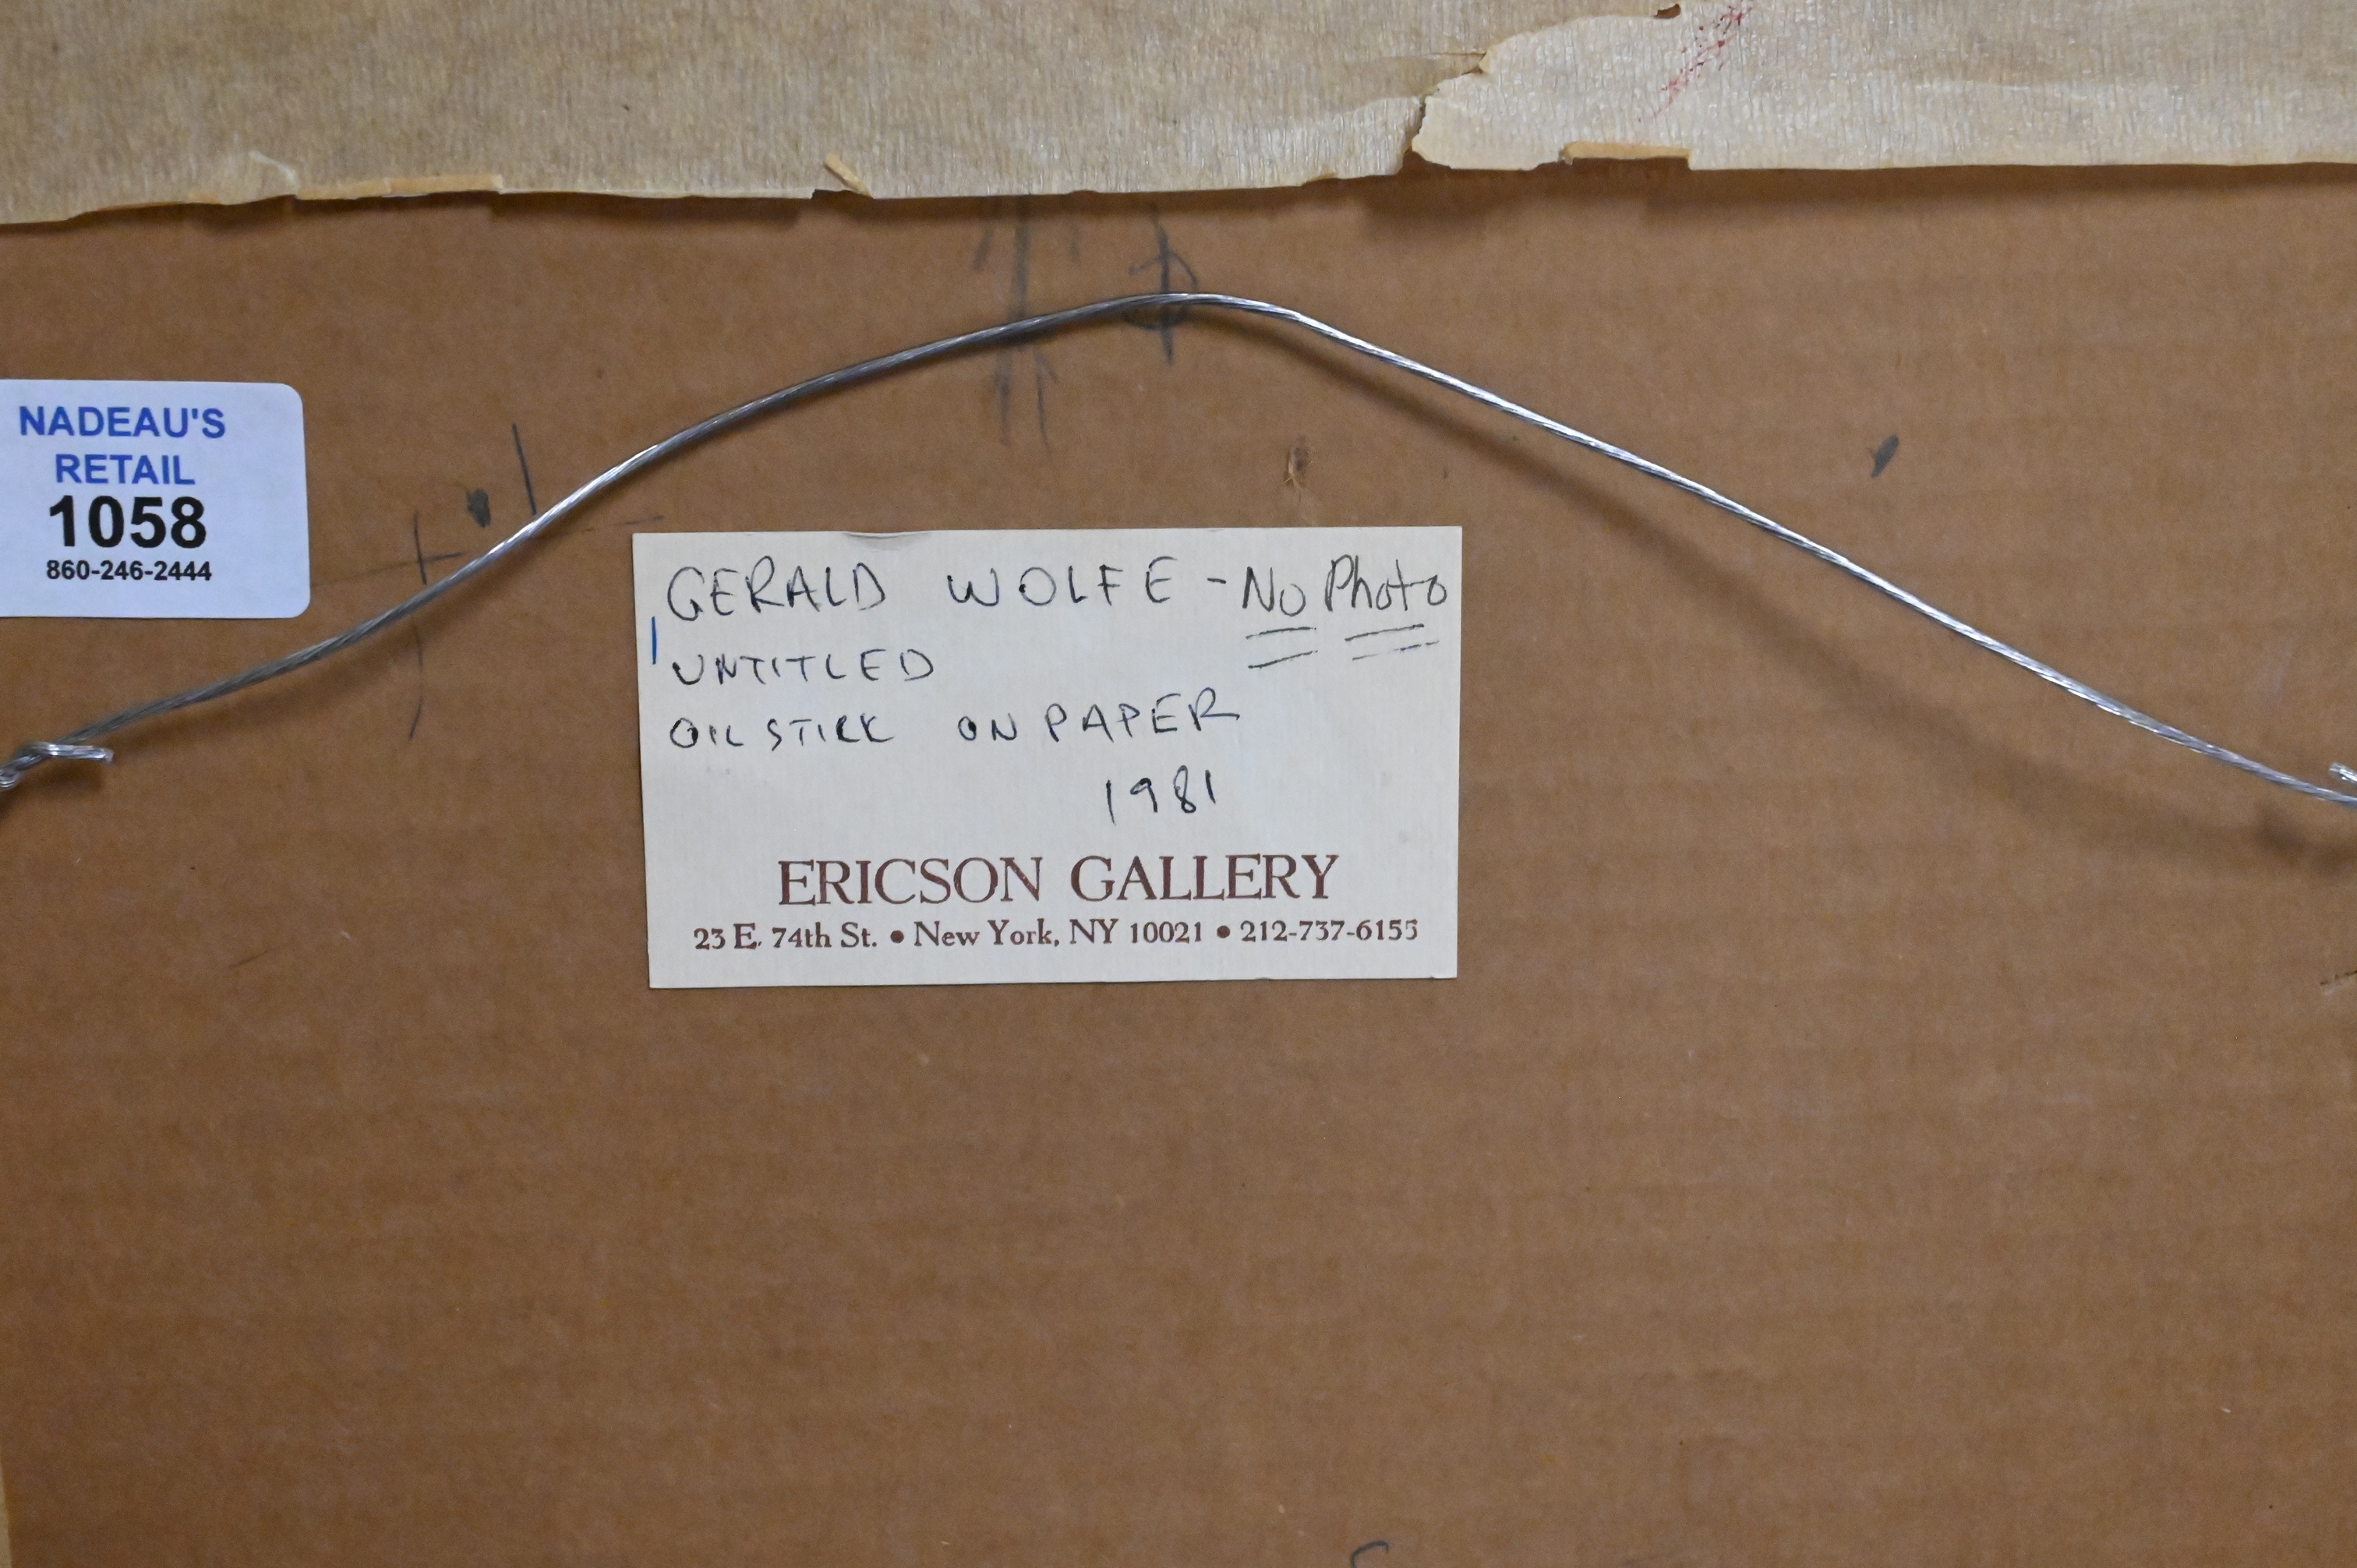 NADEAU'S
RETAIL
1058
860-246-2444
GERALD WOLFE - No Photo
UNTITLED
OIL STICK ON PAPER
1981
ERICSON GALLERY
23 E. 74th St. • New York, NY 10021 • 212-737-6155